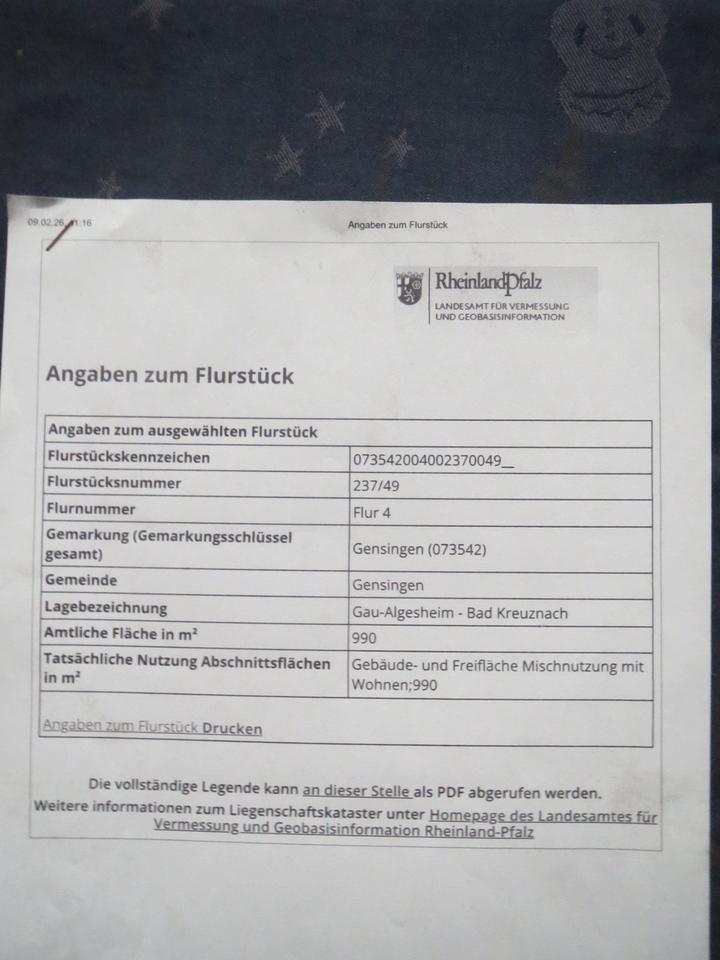 09.02.26, 11:16
Angaben zum Flurstück
RheinlandPfalz
LANDESAMT FÜR VERMESSUNG
UND GEOBASISINFORMATION
Angaben zum Flurstück
Angaben zum ausgewählten Flurstück
Flurstückskennzeichen 073542004002370049__
Flurstücksnummer 237/49
Flurnummer Flur 4
Gemarkung (Gemarkungsschlüssel
gesamt) Gensingen (073542)
Gemeinde Gensingen
Lagebezeichnung Gau-Algesheim - Bad Kreuznach
Amtliche Fläche in m² 990
Tatsächliche Nutzung Abschnittsflächen Gebäude- und Freifläche Mischnutzung mit
in m² Wohnen;990
Angaben zum Flurstück Drucken
Die vollständige Legende kann an dieser Stelle als PDF abgerufen werden.
Weitere informationen zum Liegenschaftskataster unter Homepage des Landesamtes für
Vermessung und Geobasisinformation Rheinland-Pfalz